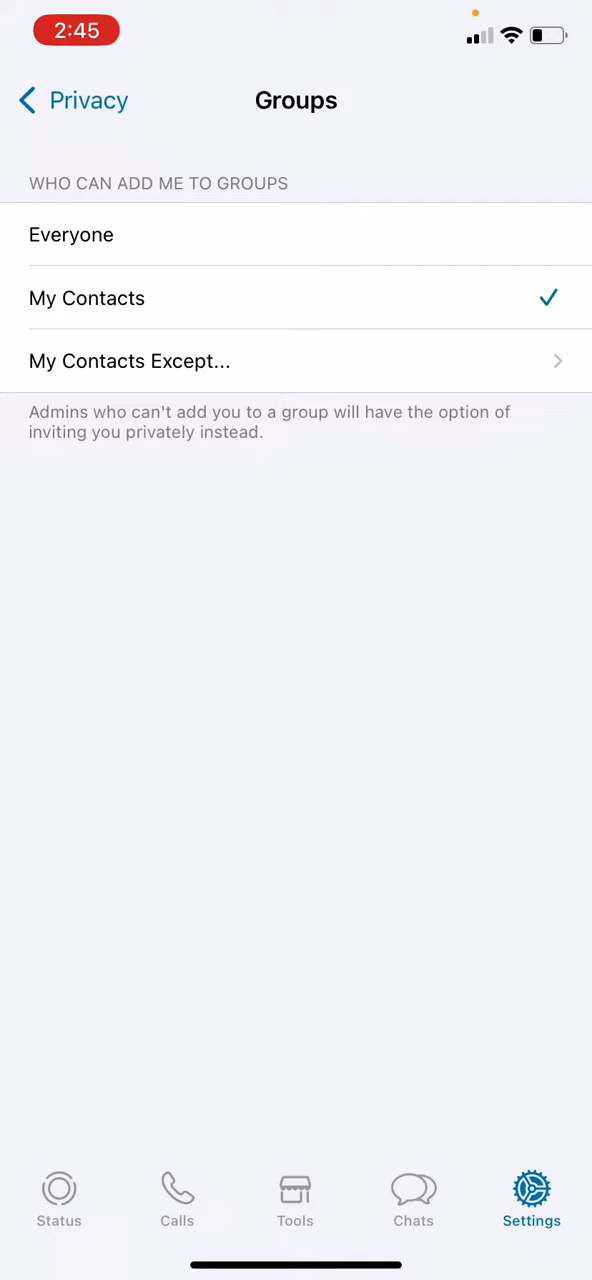 2:45
Privacy
Groups
WHO CAN ADD ME TO GROUPS
Everyone
My Contacts
My Contacts Except...
Admins who can't add you to a group will have the option of
inviting you privately instead.
Status
Calls
Tools
Chats
Settings